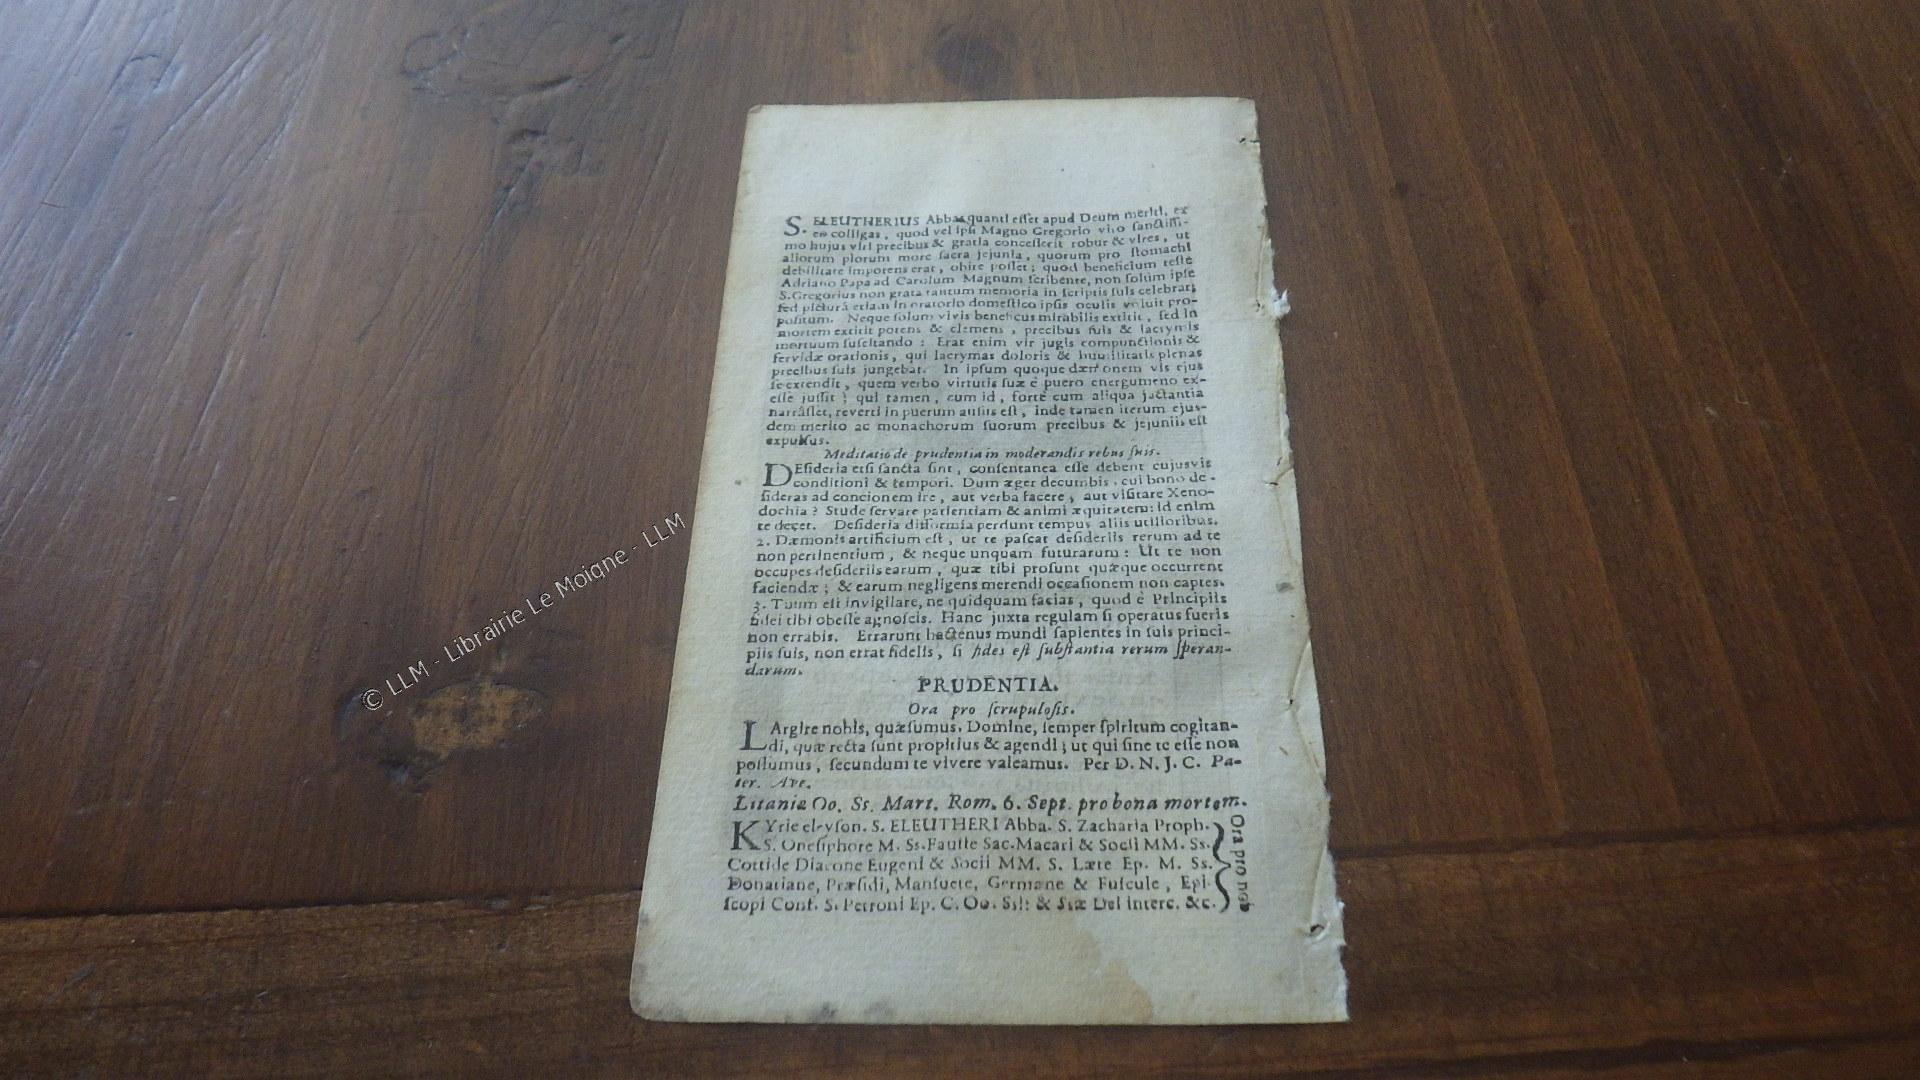 S. ELEUTHERIUS Abbas quanti esset apud Deum meriti, ex
eo colligas, quod vel ipsi Magno Gregorio viro sanctissi-
mo hujus viri precibus & gratia concesserit robur & vires, ut
aliorum piorum more sacra jejunia, quorum pro stomachi
debilitate impotens erat, obire posset; quod beneficium teste
Adriano Papa ad Carolum Magnum scribente, non solùm ipse
S. Gregorius non grata tantum memoria in scriptis suis celebrat;
sed picturâ etiam in oratorio domestico ipsis oculis voluit pro-
positum. Neque solum vivis beneficus mirabilis extitit, sed in
mortem extitit potens & clemens, precibus suis & lacrymis
mortuum suscitando: Erat enim vir jugis compunctionis &
fervidæ orationis, qui lacrymas doloris & humilitatis plenas
precibus suis jungebat. In ipsum quoque dæmonem vis ejus
se extendit, quem verbo virtutis suæ è puero energumeno ex-
esse jussit; qui tamen, cum id, fortè cum aliqua jactantia
narrâsset, reverti in puerum ausus est, inde tamen iterum ejus-
dem merito ac monachorum suorum precibus & jejuniis est
expulsus.
Meditatio de prudentia in moderandis rebus suis.
DEsideria etsi sancta sint, consentanea esse debent cujusvis
conditioni & tempori. Dum æger decumbis, cui bono de-
sideras ad concionem ire, aut verba facere, aut visitare Xeno-
dochia? Stude servare patientiam & animi æquitatem: id enim
te decet. Desideria difformia perdunt tempus aliis utilioribus.
2. Dæmonis artificium est, ut te pascat desideriis rerum ad te
non pertinentium, & neque unquam futurarum: Ut te non
occupes desideriis earum, quæ tibi prosunt quæque occurrent
faciendæ; & earum negligens merendi occasionem non captes.
3. Tuum est invigilare, ne quidquam facias, quod è Principiis
fidei tibi obesse agnoscis. Hanc juxta regulam si operatus fueris
non errabis. Errarunt hactenus mundi sapientes in suis princi-
piis suis, non errat fidelis, si fides est substantia rerum speran-
darum.
PRUDENTIA.
Ora pro scrupulosis.
LArgire nobis, quæsumus, Domine, semper spiritum cogitan-
di, quæ recta sunt propitius & agendi; ut qui sine te esse non
possumus, secundum te vivere valeamus. Per D. N. J. C. Pa-
ter. Ave.
Litaniæ Oo. Ss. Mart. Rom. 6. Sept. pro bona mortem.
KYrie eleyson. S. ELEUTHERI Abba. S. Zacharia Proph.
S. Onesiphore M. Ss. Fauste Sac. Macari & Socii MM. Ss.
Cottide Diacone Eugeni & Socii MM. S. Læte Ep. M. Ss.
Donatiane, Præsidi, Mansuete, Germane & Fuscule, Epi-
scopi Conf. S. Petroni Ep. C. Oo. Sti: & Stæ Dei interc. &c.
Ora pro nob
© LLM - Librairie Le Moigne - LLM